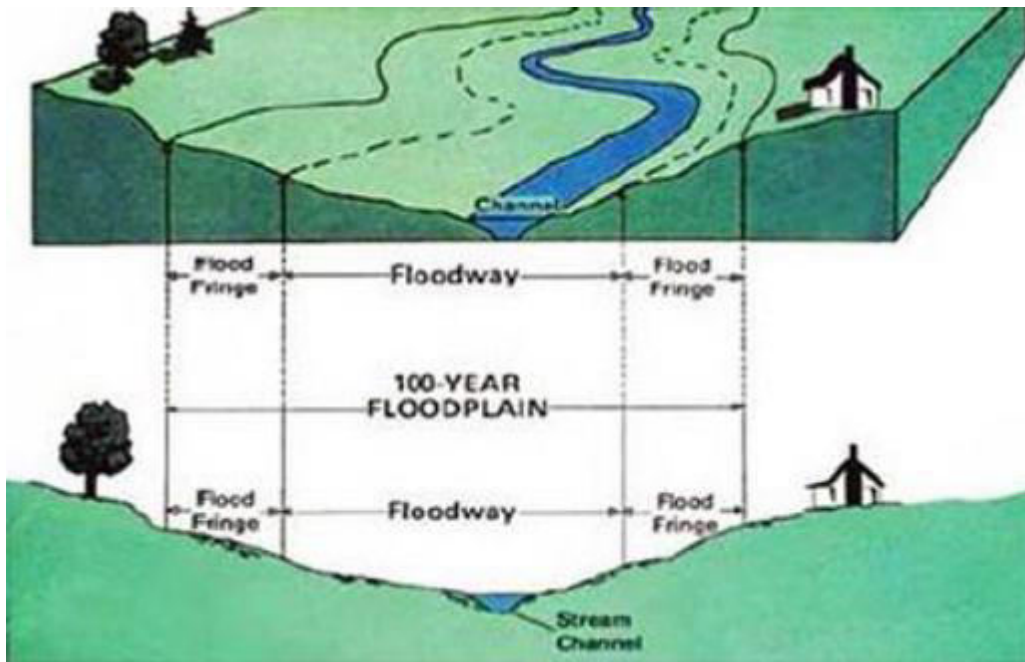 Channel
Flood
Fringe
Floodway
Flood
Fringe
100-YEAR
FLOODPLAIN
Flood
Fringe
Floodway
Flood
Fringe
Stream
Channel